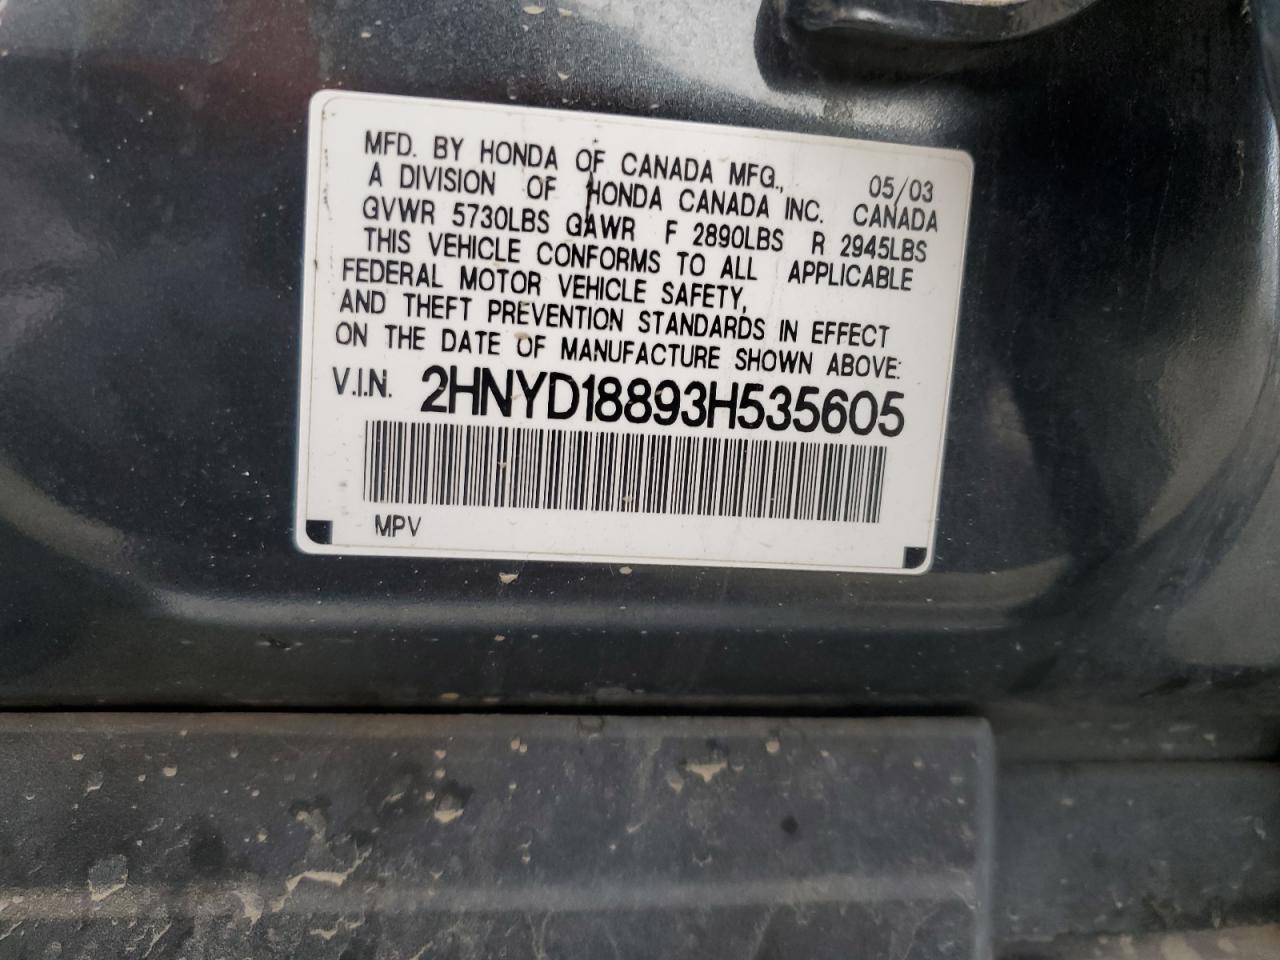 MFD. BY HONDA OF CANADA MFG., 05/03
A DIVISION OF HONDA CANADA INC. CANADA
GVWR 5730LBS GAWR F 2890LBS R 2945LBS
THIS VEHICLE CONFORMS TO ALL APPLICABLE
FEDERAL MOTOR VEHICLE SAFETY,
AND THEFT PREVENTION STANDARDS IN EFFECT
ON THE DATE OF MANUFACTURE SHOWN ABOVE:
V.I.N. 2HNYD18893H535605
MPV